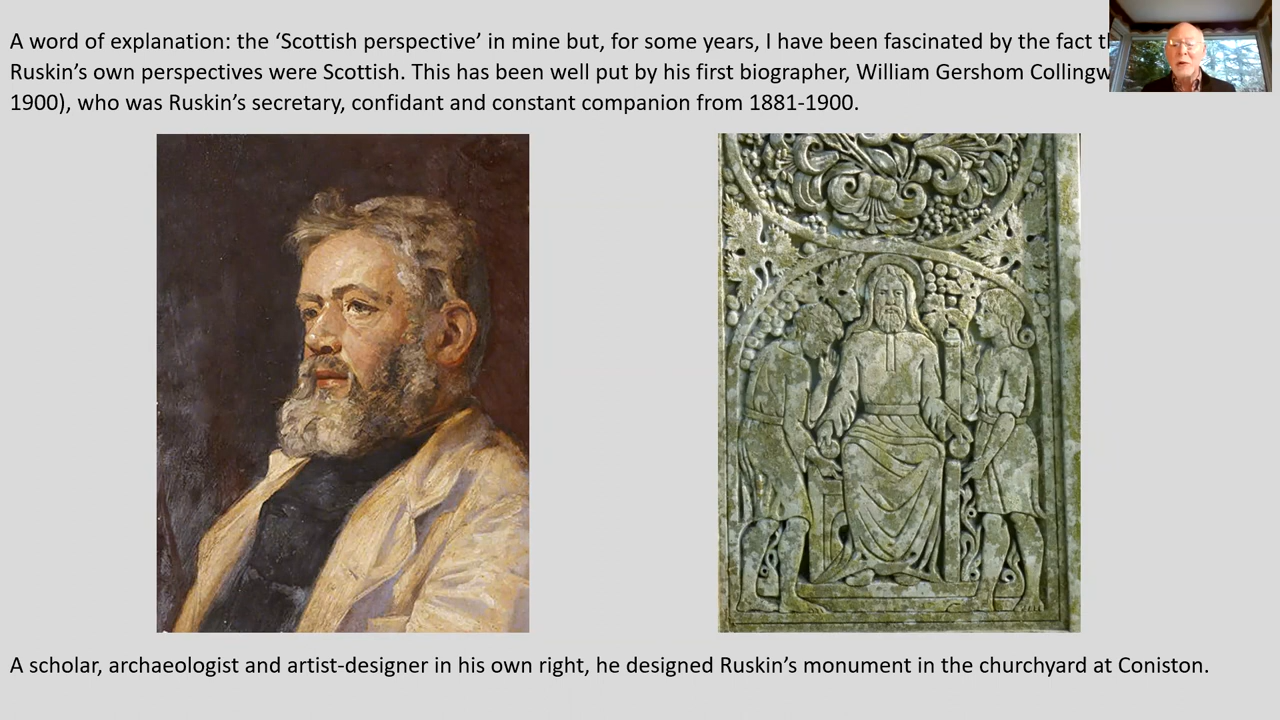 A word of explanation: the ‘Scottish perspective’ in mine but, for some years, I have been fascinated by the fact
Ruskin’s own perspectives were Scottish. This has been well put by his first biographer, William Gershom
1900), who was Ruskin’s secretary, confidant and constant companion from 1881-1900.
A scholar, archaeologist and artist-designer in his own right, he designed Ruskin’s monument in the churchyard at Coniston.